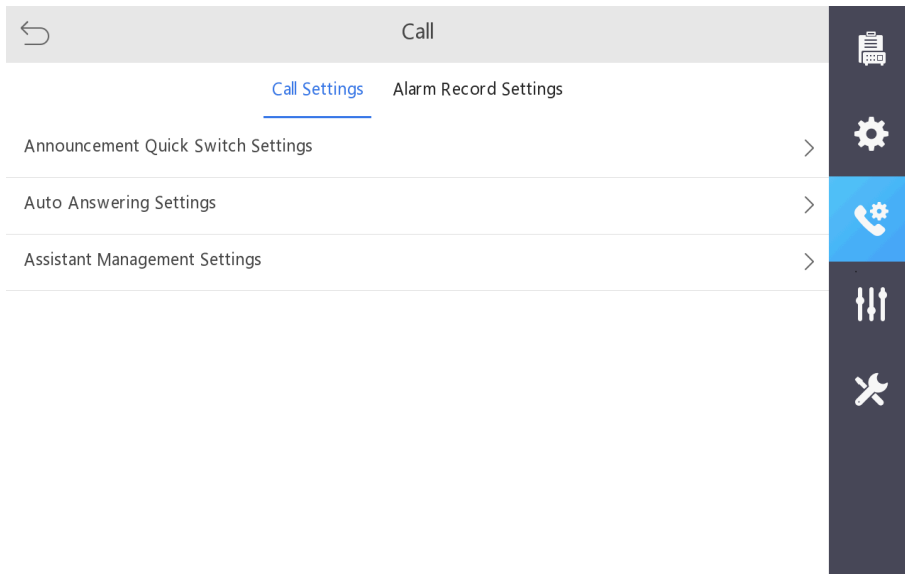 Call
Call Settings Alarm Record Settings
Announcement Quick Switch Settings
Auto Answering Settings
Assistant Management Settings